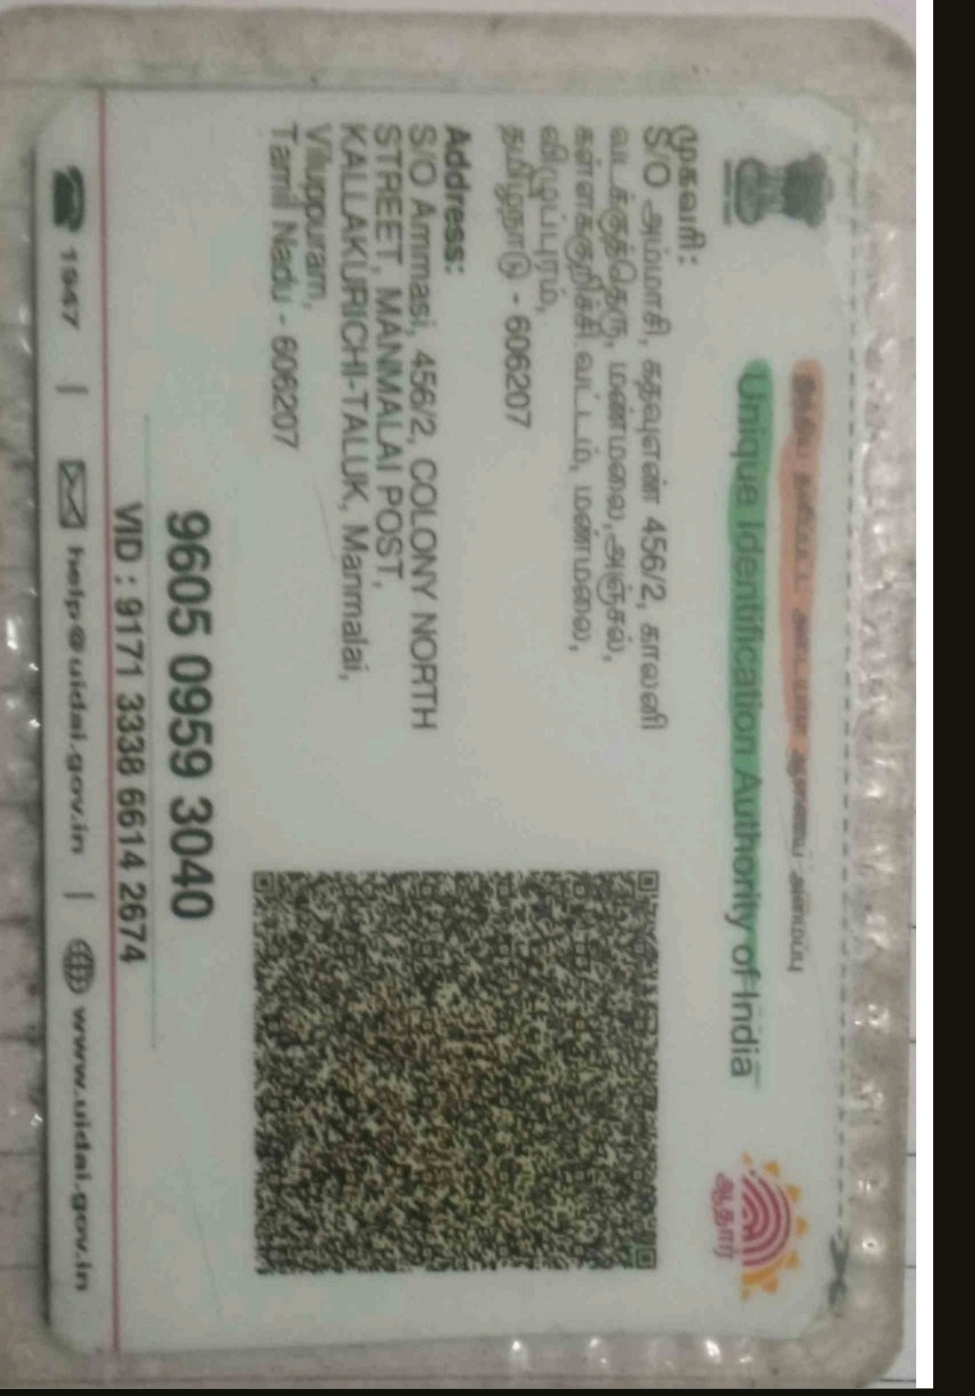 இந்திய தனிப்பட்ட அடையாள ஆணைய அமைப்பு
Unique Identification Authority of India
ஆதார்
முகவரி:
S/O அம்மாசி, கதவுஎண் 456/2, காலனி
வடக்குத்தெரு, மண்மலை,அஞ்சல்,
கள்ளக்குறிச்சி வட்டம், மண்மலை,
விழுப்புரம்,
தமிழ்நாடு - 606207
Address:
S/O Ammasi, 456/2, COLONY NORTH
STREET, MANMALAI POST,
KALLAKURICHI-TALUK, Manmalai,
Viluppuram,
Tamil Nadu - 606207
9605 0959 3040
VID : 9171 3338 6614 2674
1947 | help@uidai.gov.in | www.uidai.gov.in